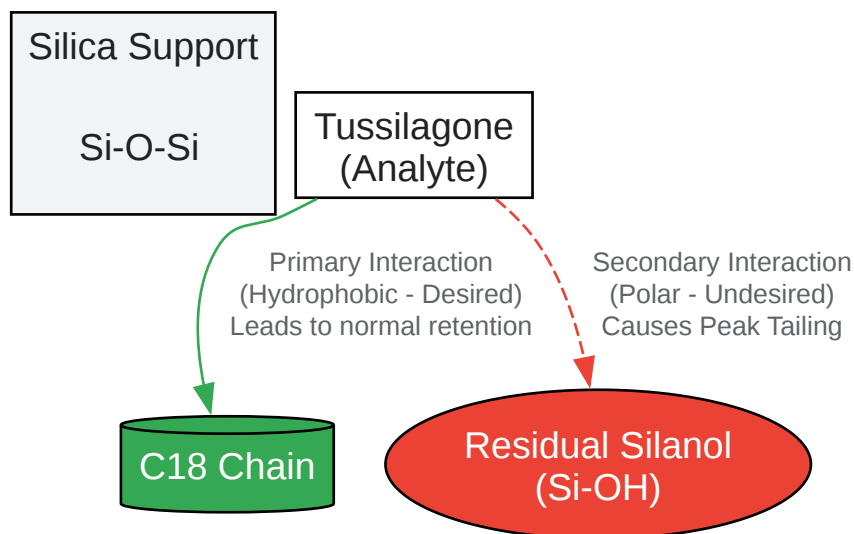 Silica Support
Si-O-Si
Tussilagone
(Analyte)
Primary Interaction
(Hydrophobic - Desired)
Leads to normal retention
Secondary Interaction
(Polar - Undesired)
Causes Peak Tailing
C18 Chain
Residual Silanol
(Si-OH)